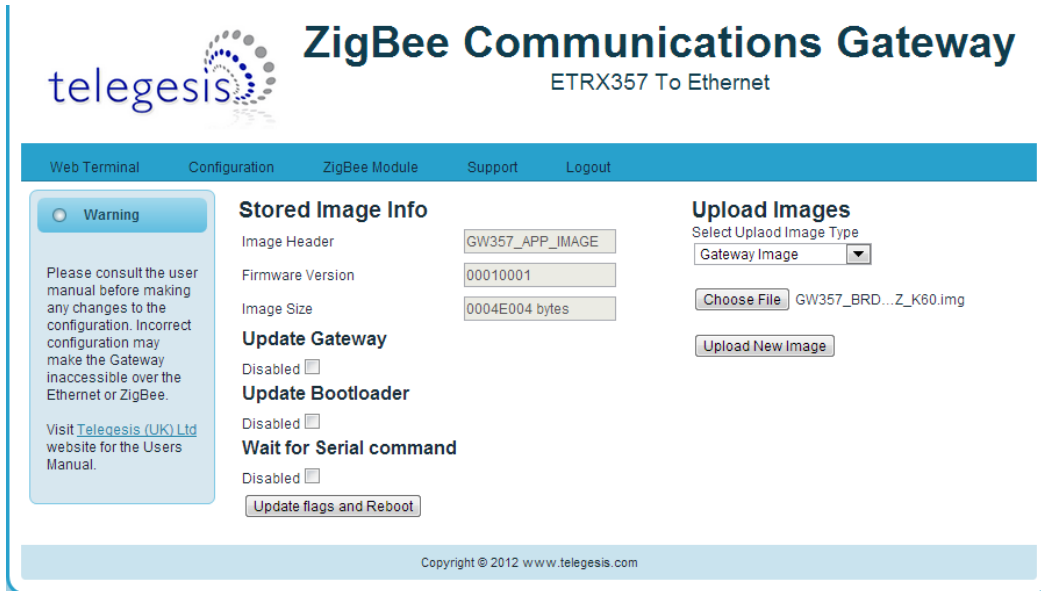 telegesis
ZigBee Communications Gateway
ETRX357 To Ethernet
Web Terminal Configuration ZigBee Module Support Logout
Warning
Please consult the user
manual before making
any changes to the
configuration. Incorrect
configuration may
make the Gateway
inaccessible over the
Ethernet or ZigBee.
Visit Telegesis (UK) Ltd
website for the Users
Manual.
Stored Image Info
Image Header GW357_APP_IMAGE
Firmware Version 00010001
Image Size 0004E004 bytes
Update Gateway
Disabled
Update Bootloader
Disabled
Wait for Serial command
Disabled
Update flags and Reboot
Upload Images
Select Uplaod Image Type
Gateway Image
Choose File GW357_BRD...Z_K60.img
Upload New Image
Copyright © 2012 www.telegesis.com